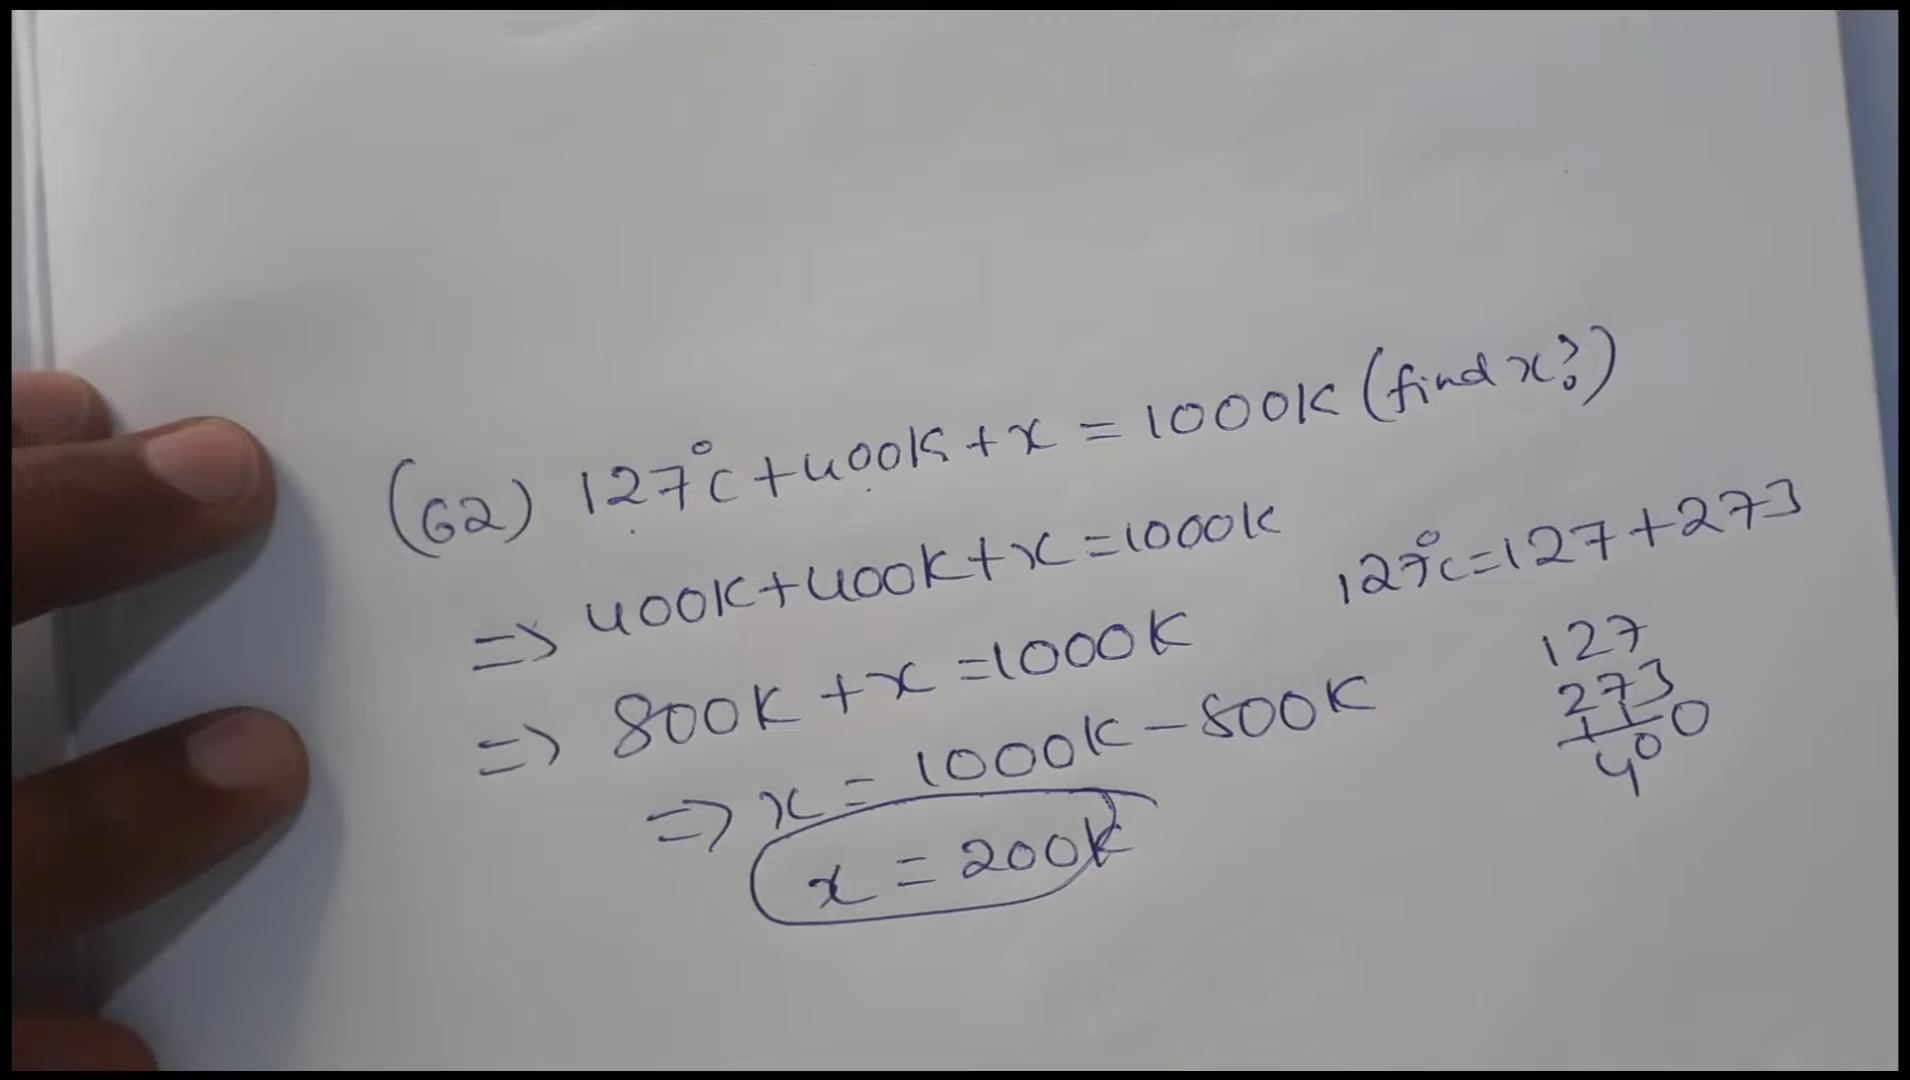 (62) 127°C + 400K + x = 1000K (find x?)
=> 400K + 400K + x = 1000K
127°C = 127 + 273
=> 800K + x = 1000K
127
273
11
400
=> x = 1000K - 800K
x = 200K